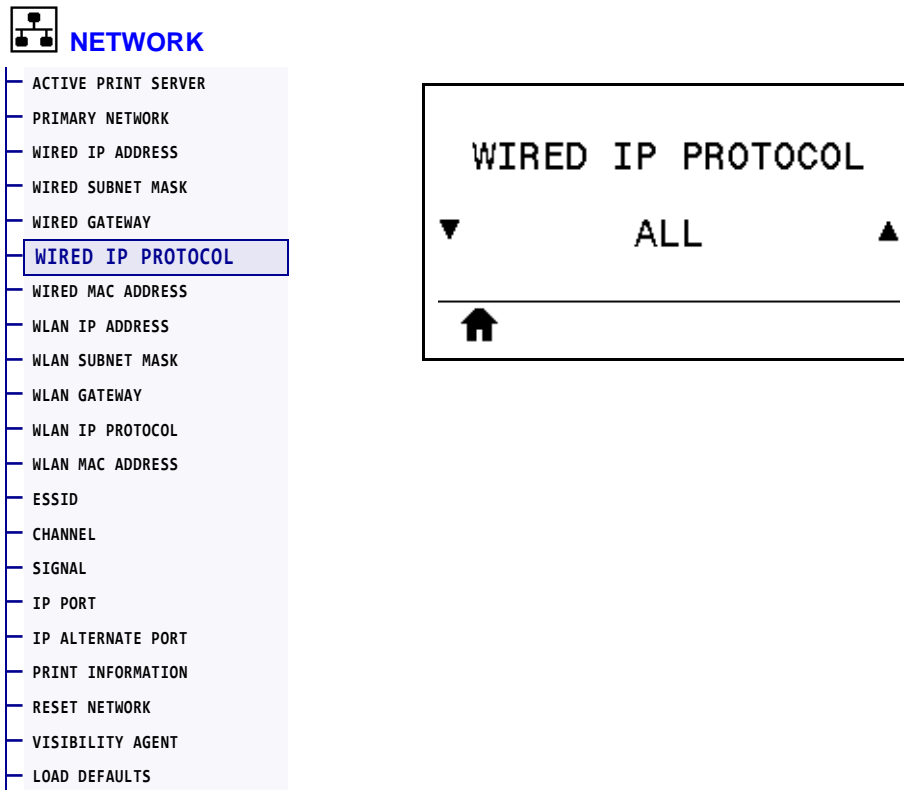 NETWORK
ACTIVE PRINT SERVER
PRIMARY NETWORK
WIRED IP ADDRESS
WIRED SUBNET MASK
WIRED GATEWAY
WIRED IP PROTOCOL
WIRED MAC ADDRESS
WLAN IP ADDRESS
WLAN SUBNET MASK
WLAN GATEWAY
WLAN IP PROTOCOL
WLAN MAC ADDRESS
ESSID
CHANNEL
SIGNAL
IP PORT
IP ALTERNATE PORT
PRINT INFORMATION
RESET NETWORK
VISIBILITY AGENT
LOAD DEFAULTS
WIRED IP PROTOCOL
ALL